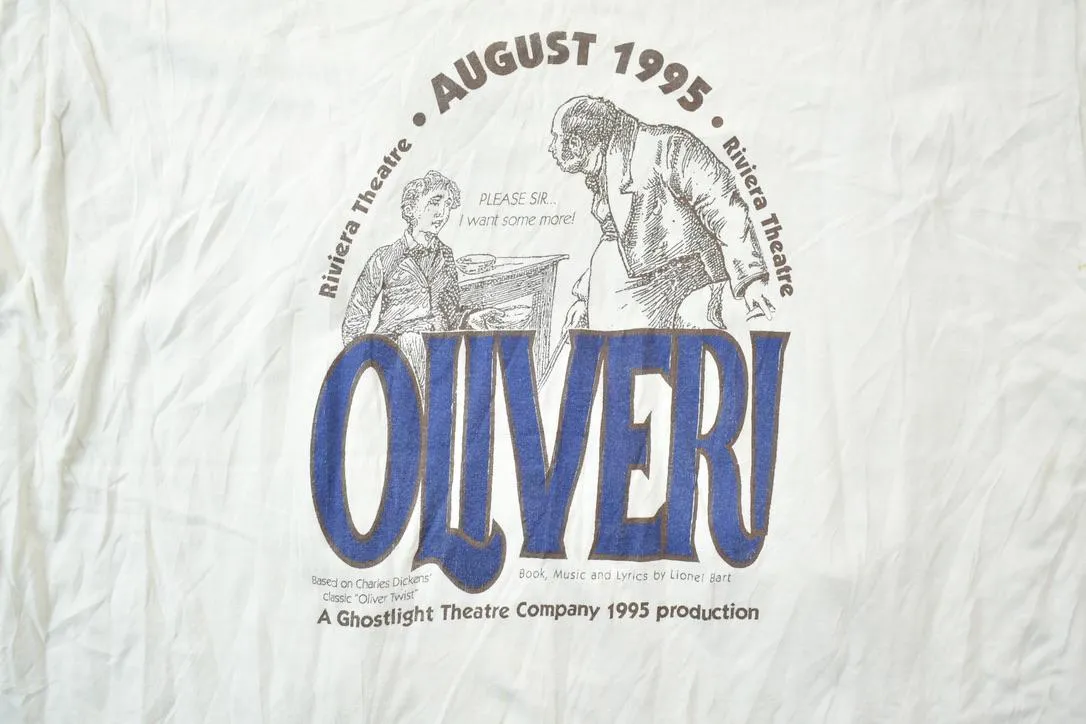 AUGUST 1995
• Riviera Theatre •
Riviera Theatre
PLEASE SIR...
I want some more!
OLIVER!
Based on Charles Dickens'
classic "Oliver Twist"
Book, Music and Lyrics by Lionel Bart
A Ghostlight Theatre Company 1995 production